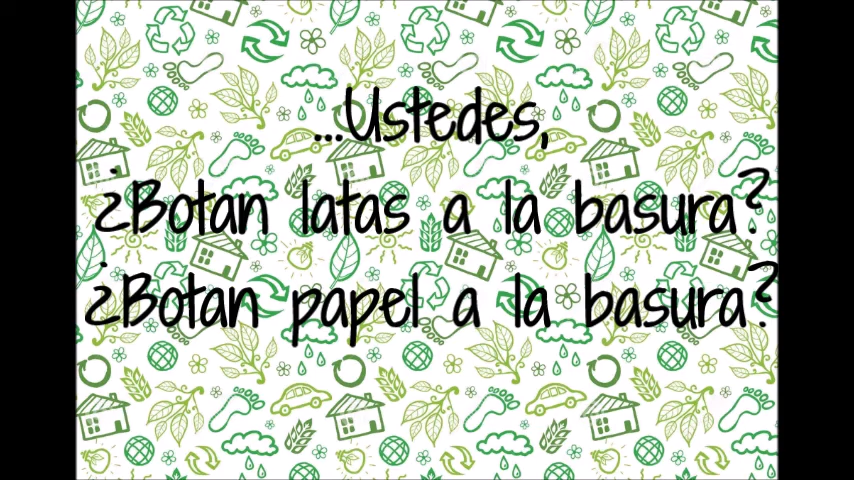 ...Ustedes,
¿Botan latas a la basura?
¿Botan papel a la basura?